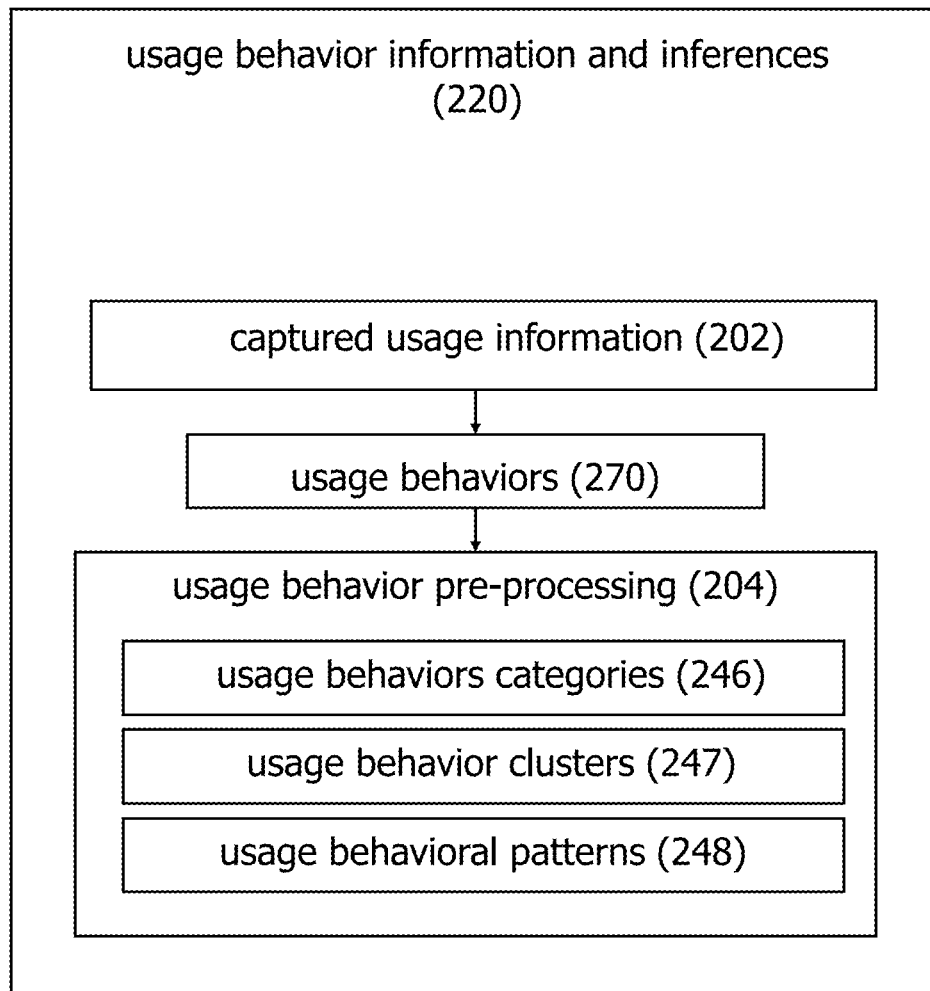 usage behavior information and inferences
(220)
captured usage information (202)
usage behaviors (270)
usage behavior pre-processing (204)
usage behaviors categories (246)
usage behavior clusters (247)
usage behavioral patterns (248)